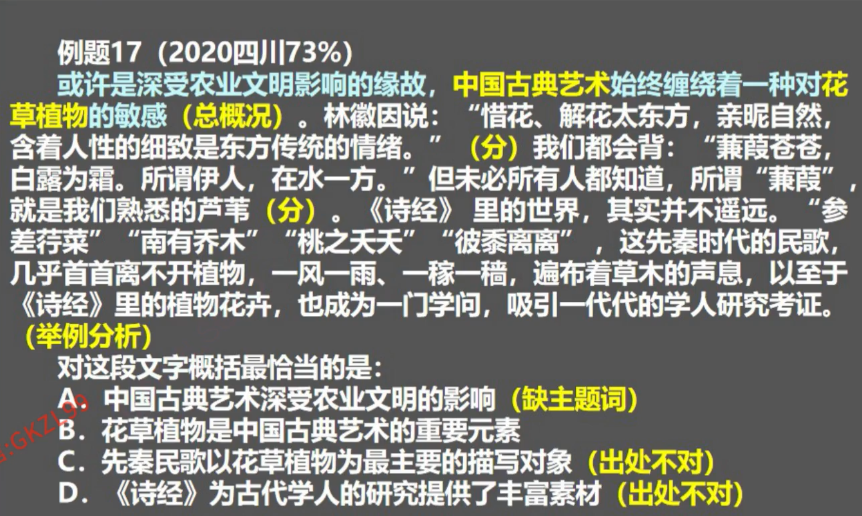 例题17（2020四川73%）
或许是深受农业文明影响的缘故，中国古典艺术始终缠绕着一种对花
草植物的敏感（总概况）。林徽因说：“惜花、解花太东方，亲昵自然，
含着人性的细致是东方传统的情绪。”（分）我们都会背：“蒹葭苍苍，
白露为霜。所谓伊人，在水一方。”但未必所有人都知道，所谓“蒹葭”，
就是我们熟悉的芦苇（分）。《诗经》 里的世界，其实并不遥远。“参
差荇菜”“南有乔木”“桃之夭夭”“彼黍离离” ，这先秦时代的民歌，
几乎首首离不开植物，一风一雨、一稼一穑，遍布着草木的声息，以至于
《诗经》里的植物花卉，也成为一门学问，吸引一代代的学人研究考证。
（举例分析）
对这段文字概括最恰当的是：
A．中国古典艺术深受农业文明的影响（缺主题词）
B．花草植物是中国古典艺术的重要元素
C．先秦民歌以花草植物为最主要的描写对象（出处不对）
D．《诗经》为古代学人的研究提供了丰富素材（出处不对）